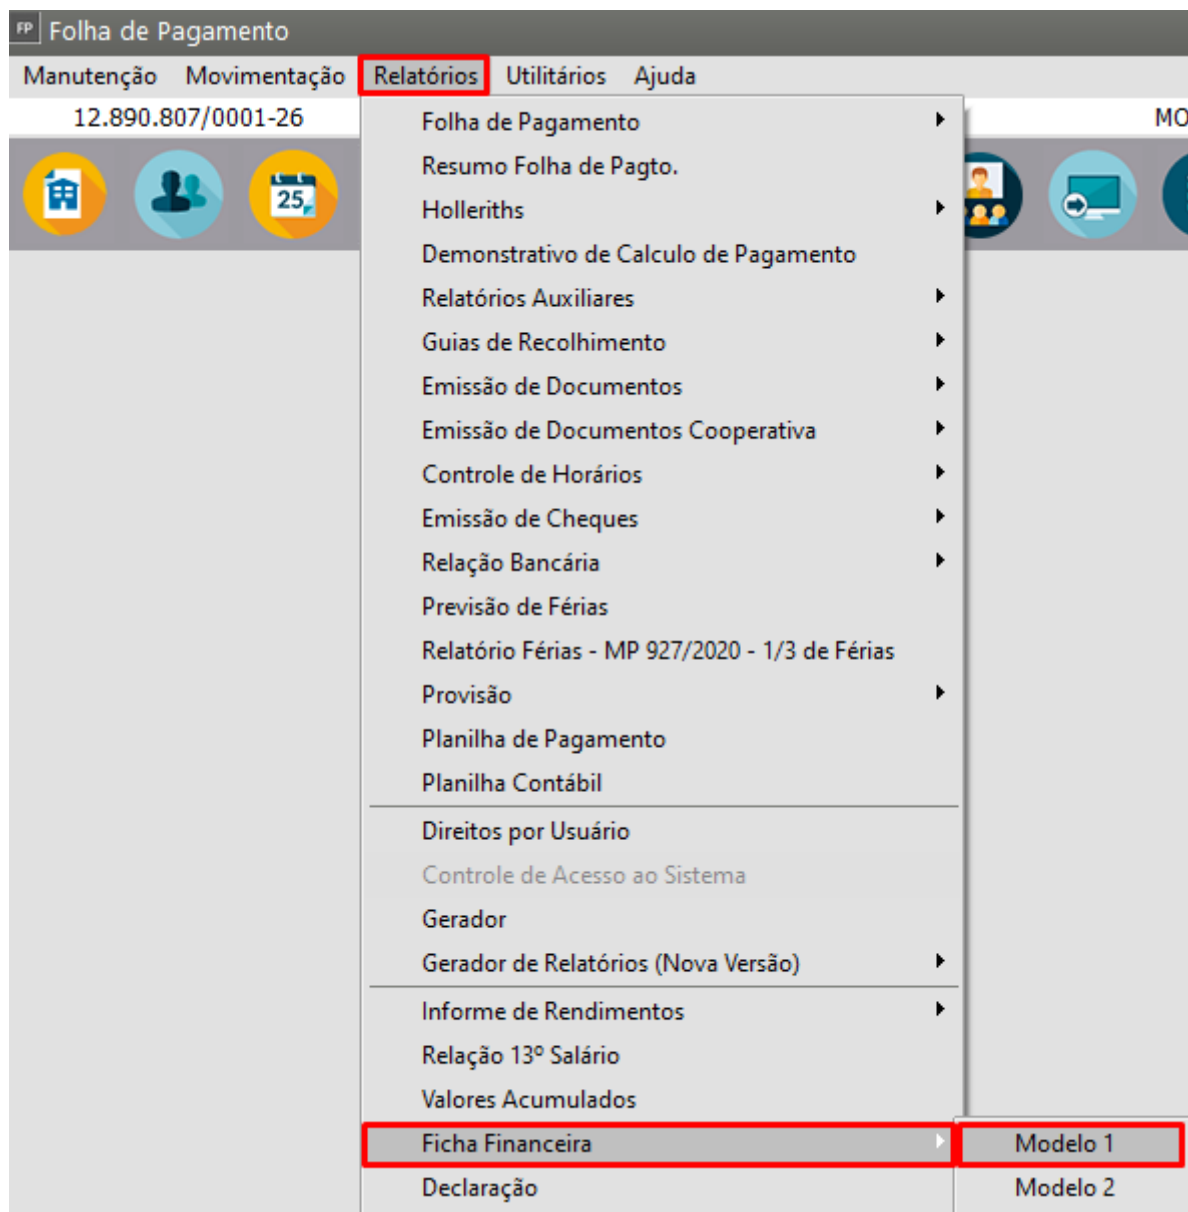 FP Folha de Pagamento
Manutenção Movimentação Relatórios Utilitários Ajuda
12.890.807/0001-26 MO
25
Folha de Pagamento
Resumo Folha de Pagto.
Holleriths
Demonstrativo de Calculo de Pagamento
Relatórios Auxiliares
Guias de Recolhimento
Emissão de Documentos
Emissão de Documentos Cooperativa
Controle de Horários
Emissão de Cheques
Relação Bancária
Previsão de Férias
Relatório Férias - MP 927/2020 - 1/3 de Férias
Provisão
Planilha de Pagamento
Planilha Contábil
Direitos por Usuário
Controle de Acesso ao Sistema
Gerador
Gerador de Relatórios (Nova Versão)
Informe de Rendimentos
Relação 13º Salário
Valores Acumulados
Ficha Financeira Modelo 1
Declaração Modelo 2